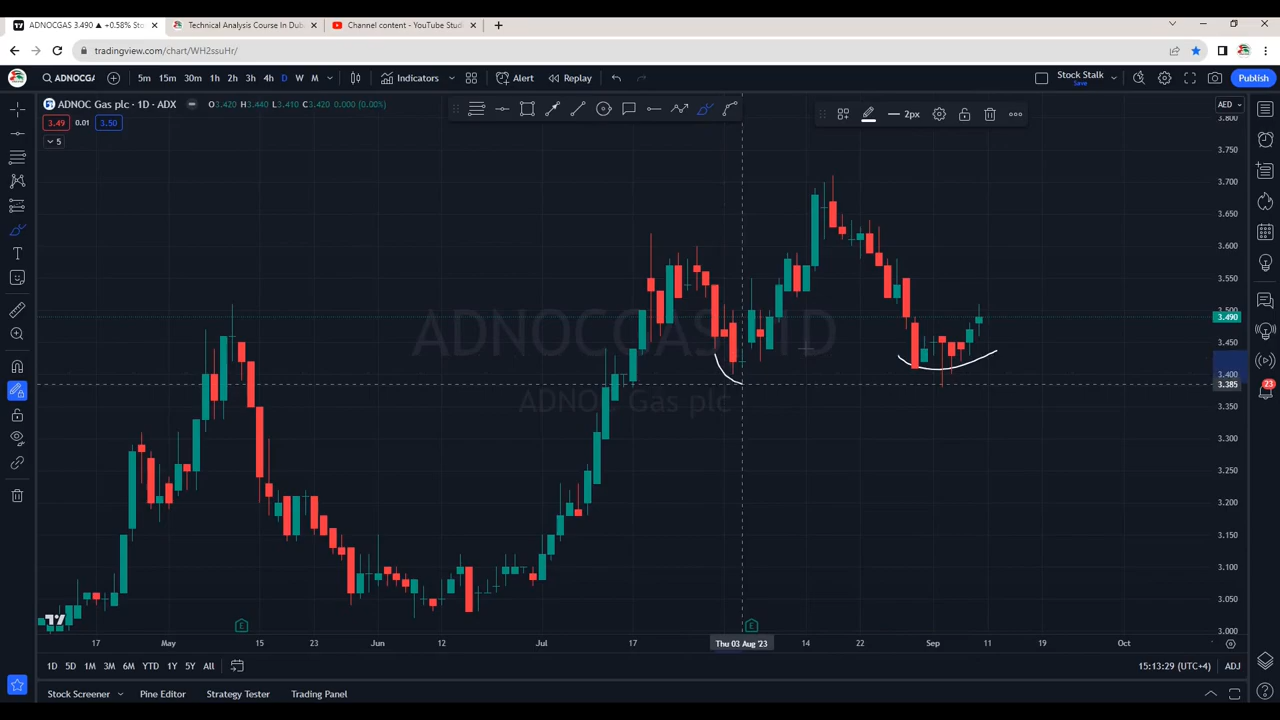 ADNOCGAS 3.490 ▲ +0.58% Sto
Technical Analysis Course In Dub
Channel content - YouTube Stud
tradingview.com/chart/WH2ssuHr/
ADNOCGA
5m 15m 30m 1h 2h 3h 4h D W M
Indicators
Alert
Replay
Stock Stalk
Save
Publish
ADNOC Gas plc · 1D · ADX
O3.420 H3.440 L3.410 C3.420 0.000 (0.00%)
3.49 0.01 3.50
5
2px
AED
3.800
3.750
3.700
3.650
3.600
3.550
3.500
3.490
3.450
3.400
3.385
3.350
3.300
3.250
3.200
3.150
3.100
3.050
3.000
ADNOCGAS, 1D
ADNOC Gas plc
23
E E
17 May 15 23 Jun 12 Jul 17 Thu 03 Aug '23 14 22 Sep 11 19 Oct
1D 5D 1M 3M 6M YTD 1Y 5Y All
15:13:29 (UTC+4) ADJ
Stock Screener Pine Editor Strategy Tester Trading Panel